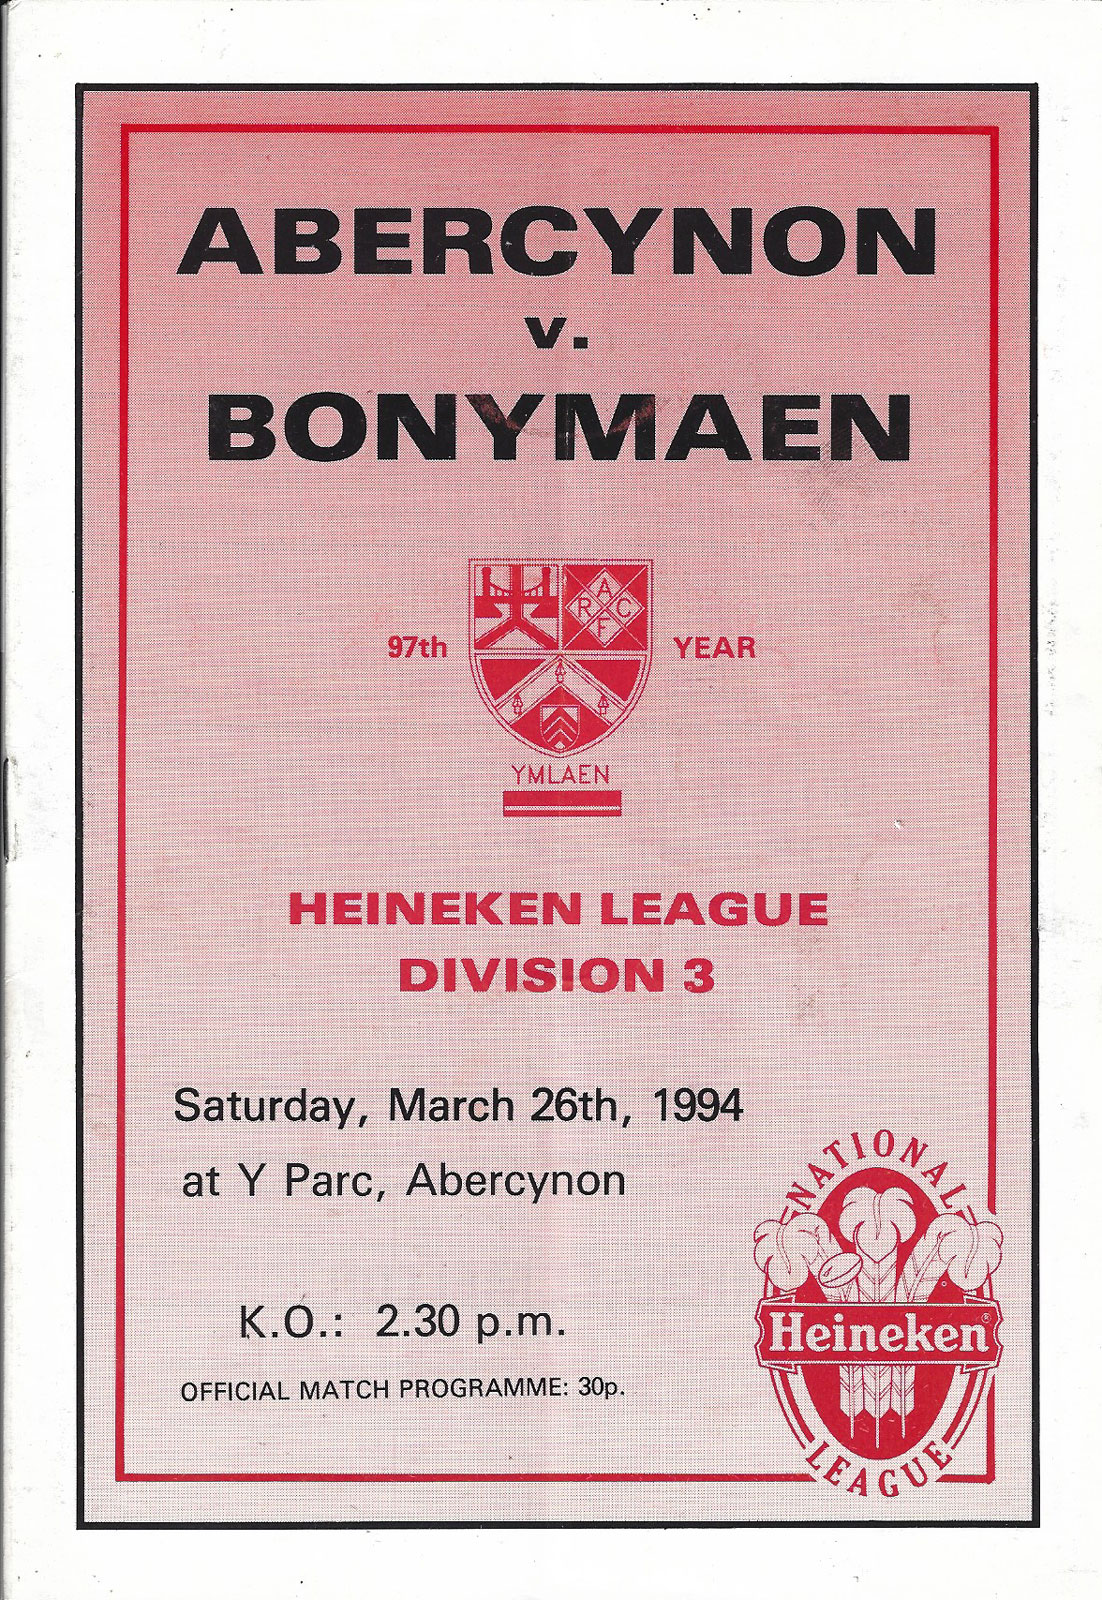 ABERCYNON
v.
BONYMAEN
A
R C
F
97th YEAR
YMLAEN
HEINEKEN LEAGUE
DIVISION 3
Saturday, March 26th, 1994
at Y Parc, Abercynon
K.O.: 2.30 p.m.
OFFICIAL MATCH PROGRAMME: 30p.
NATIONAL
Heineken®
LEAGUE